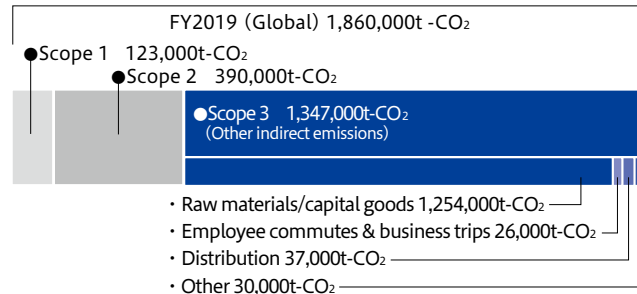 FY2019 (Global) 1,860,000t -CO₂
●Scope 1 123,000t-CO₂
●Scope 2 390,000t-CO₂
●Scope 3 1,347,000t-CO₂
(Other indirect emissions)
・Raw materials/capital goods 1,254,000t-CO₂
・Employee commutes & business trips 26,000t-CO₂
・Distribution 37,000t-CO₂
・Other 30,000t-CO₂